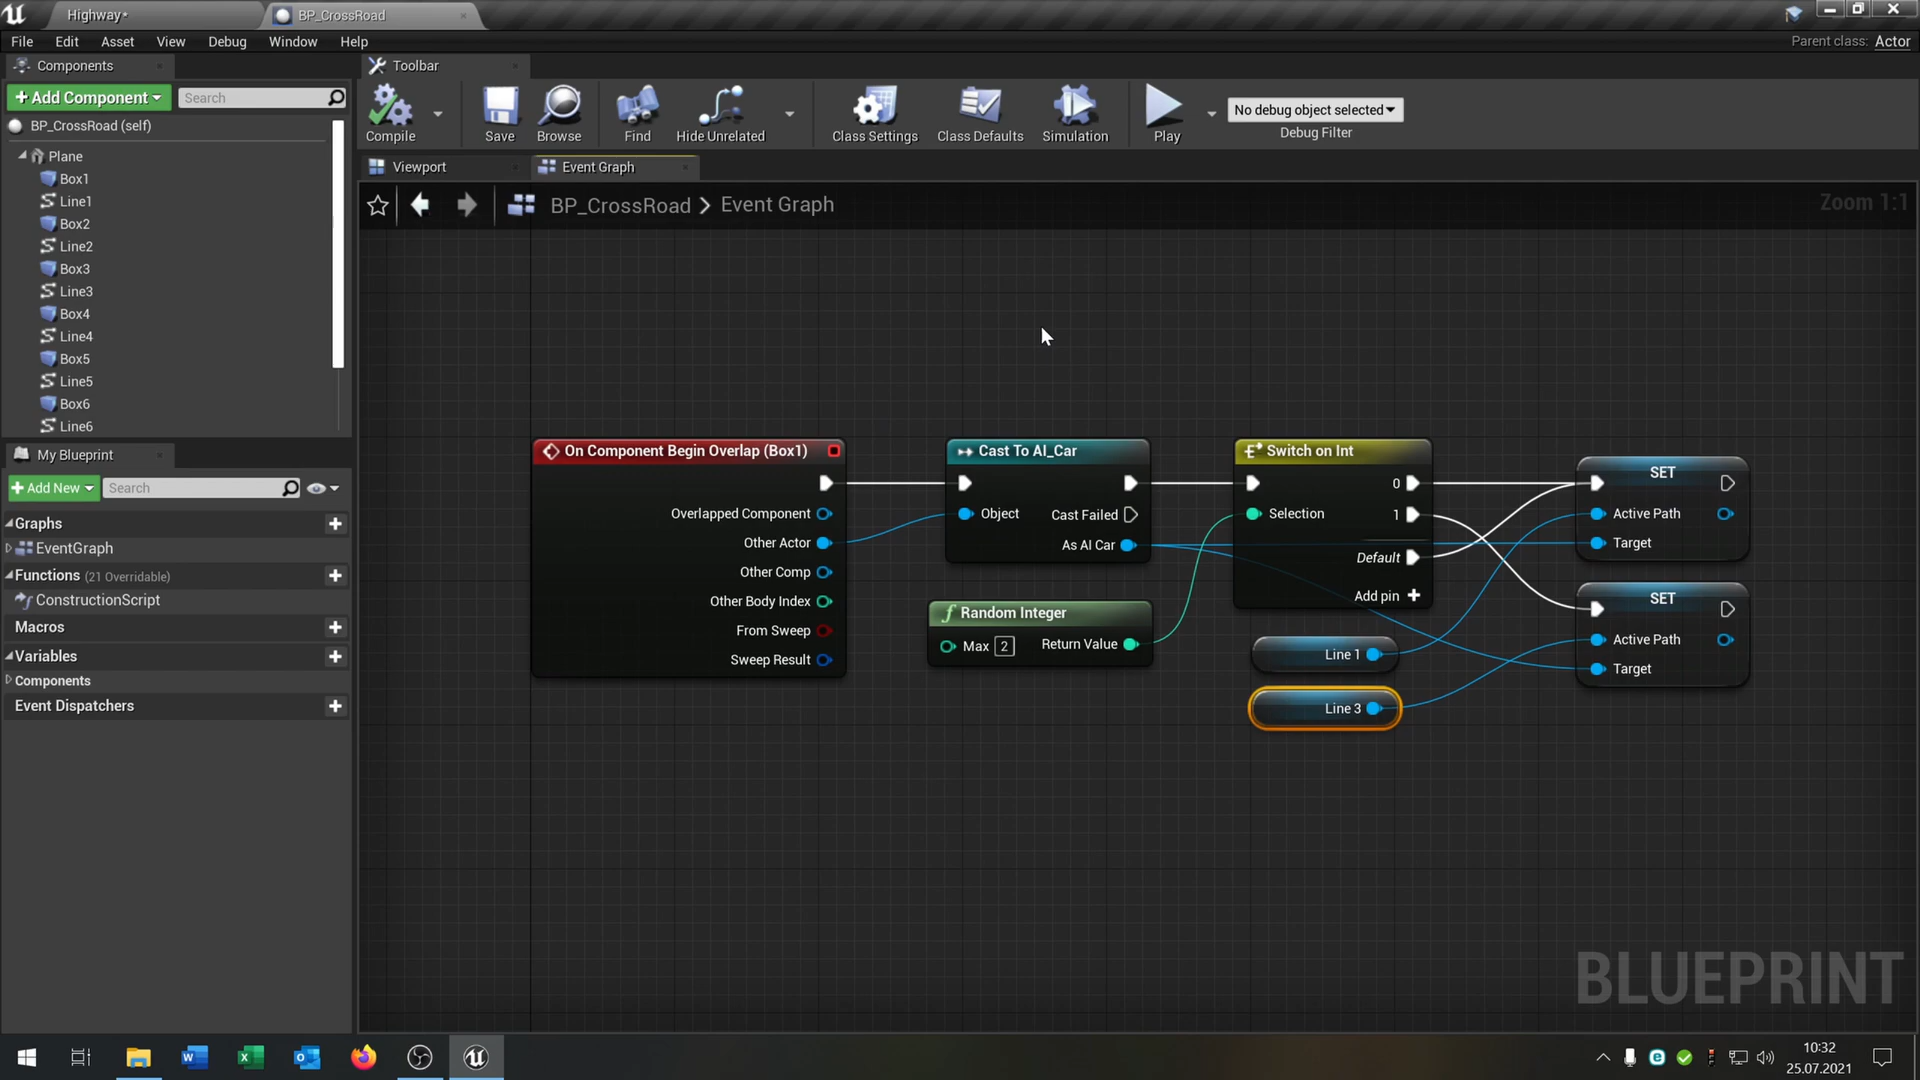 Highway*
BP_CrossRoad
File
Edit
Asset
View
Debug
Window
Help
Parent class: Actor
Components
Toolbar
+ Add Component
Search
Compile
Save
Browse
Find
Hide Unrelated
Class Settings
Class Defaults
Simulation
Play
No debug object selected
Debug Filter
BP_CrossRoad (self)
Plane
Box1
Line1
Box2
Line2
Box3
Line3
Box4
Line4
Box5
Line5
Box6
Line6
Viewport
Event Graph
BP_CrossRoad > Event Graph
Zoom 1:1
My Blueprint
+ Add New
Search
Graphs
EventGraph
Functions (21 Overridable)
ConstructionScript
Macros
Variables
Components
Event Dispatchers
On Component Begin Overlap (Box1)
Overlapped Component
Other Actor
Other Comp
Other Body Index
From Sweep
Sweep Result
Cast To AI_Car
Object
Cast Failed
As AI Car
Random Integer
Max 2
Return Value
Switch on Int
0
Selection
1
Default
Add pin +
Line 1
Line 3
SET
Active Path
Target
SET
Active Path
Target
BLUEPRINT
10:32
25.07.2021